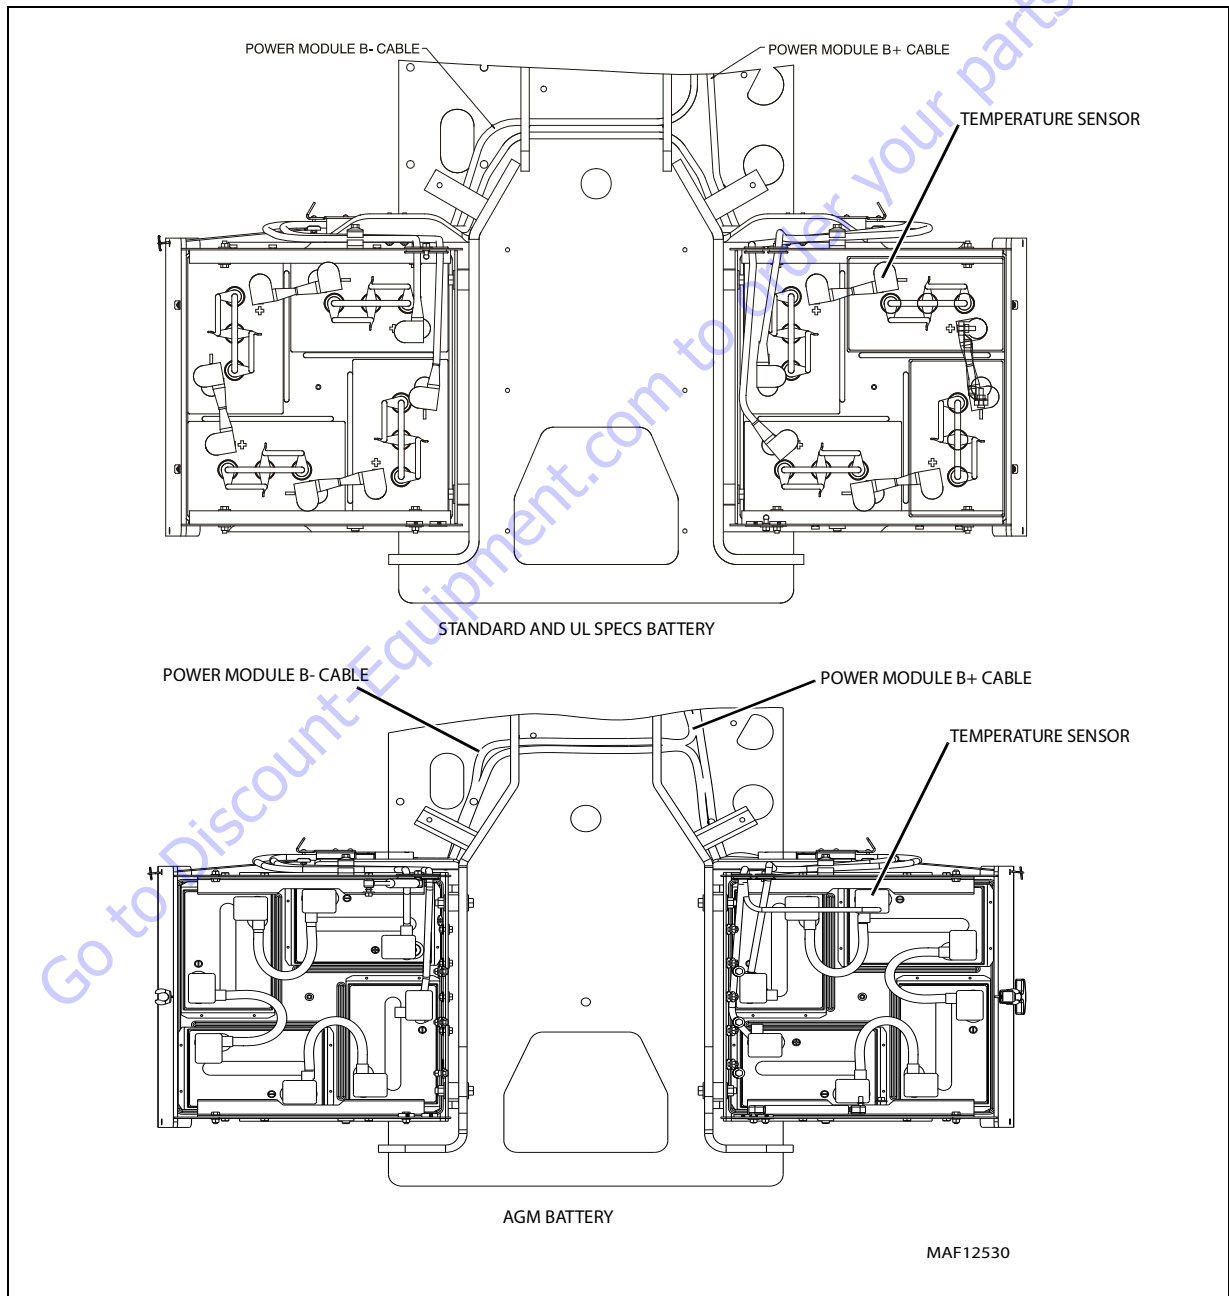 POWER MODULE B- CABLE
POWER MODULE B+ CABLE
TEMPERATURE SENSOR
STANDARD AND UL SPECS BATTERY
POWER MODULE B- CABLE
POWER MODULE B+ CABLE
TEMPERATURE SENSOR
AGM BATTERY
MAF12530
Go to Discount-Equipment.com to order your parts